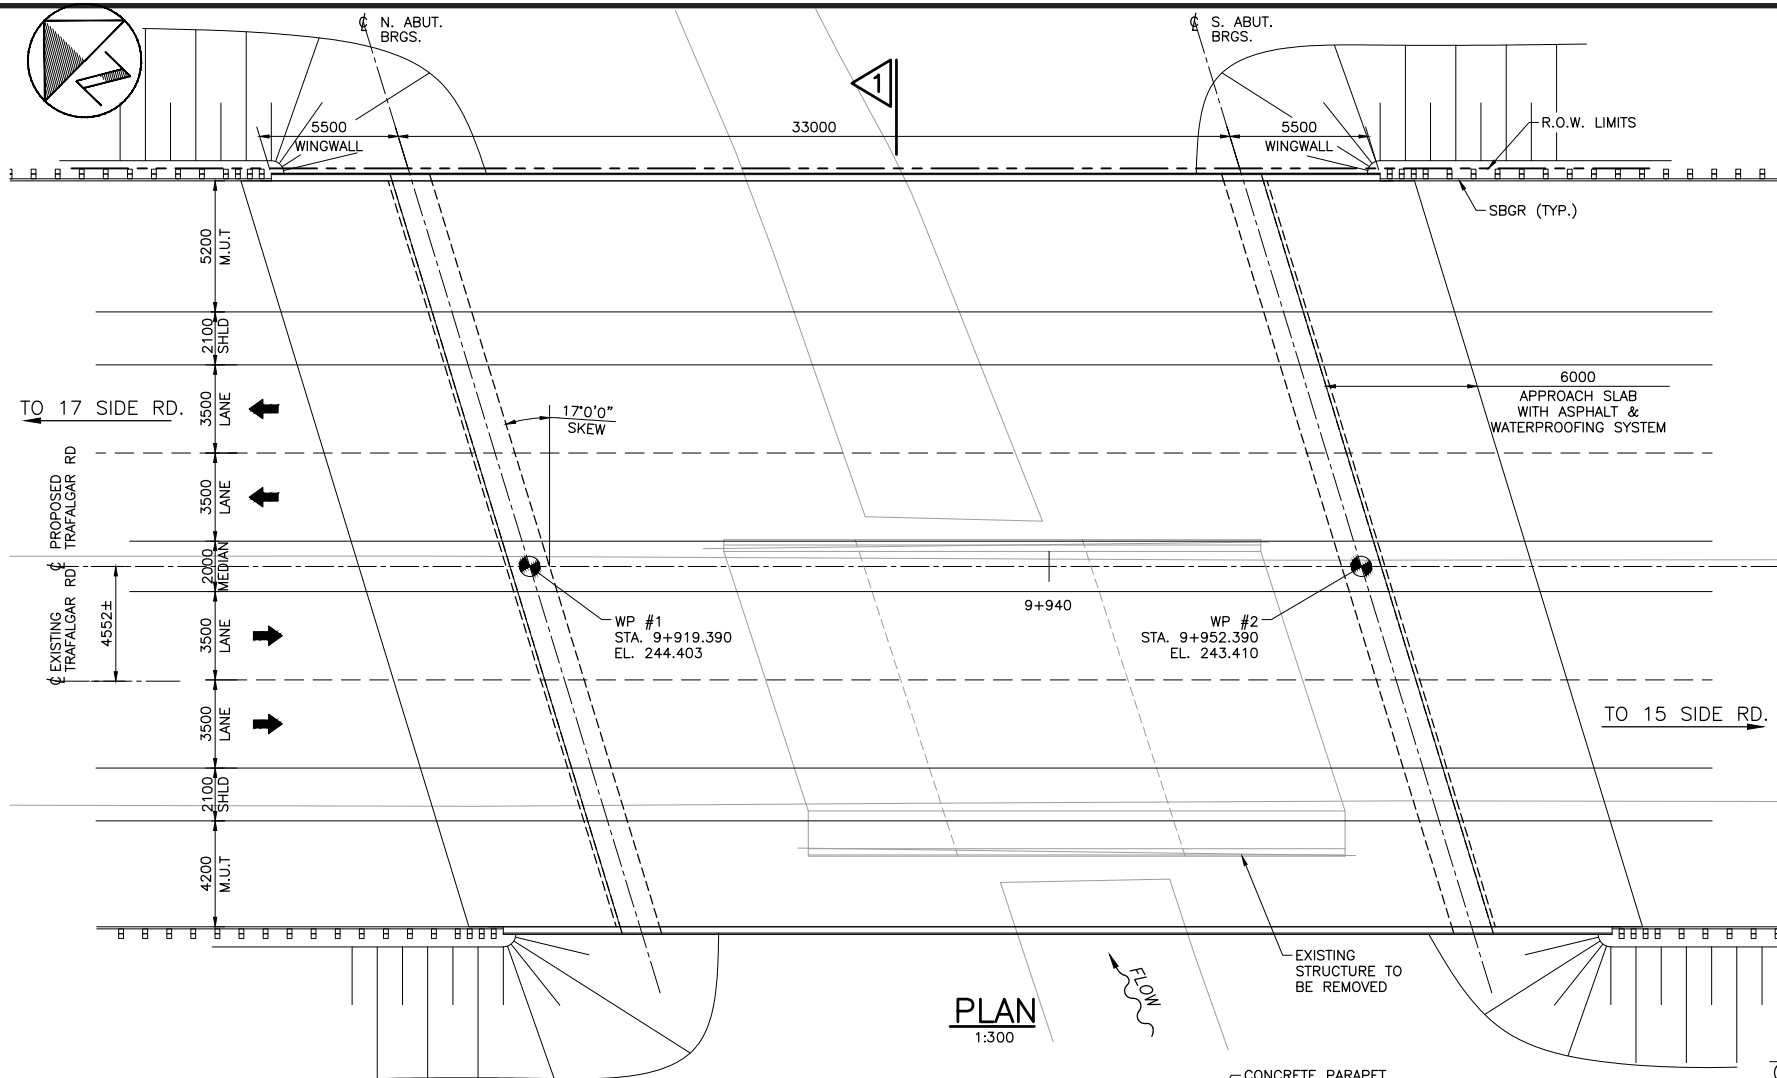 ℄ N. ABUT.
BRGS.
℄ S. ABUT.
BRGS.
1
5500
WINGWALL
33000
5500
WINGWALL
R.O.W. LIMITS
SBGR (TYP.)
5200
M.U.T
2100
SHLD
3500
LANE
3500
LANE
2000
MEDIAN
3500
LANE
3500
LANE
2100
SHLD
4200
M.U.T
TO 17 SIDE RD.
17°0'0"
SKEW
6000
APPROACH SLAB
WITH ASPHALT &
WATERPROOFING SYSTEM
℄ PROPOSED
TRAFALGAR RD
℄ EXISTING
TRAFALGAR RD
4552±
WP #1
STA. 9+919.390
EL. 244.403
9+940
WP #2
STA. 9+952.390
EL. 243.410
TO 15 SIDE RD.
EXISTING
STRUCTURE TO
BE REMOVED
FLOW
PLAN
1:300
CONCRETE PARAPET